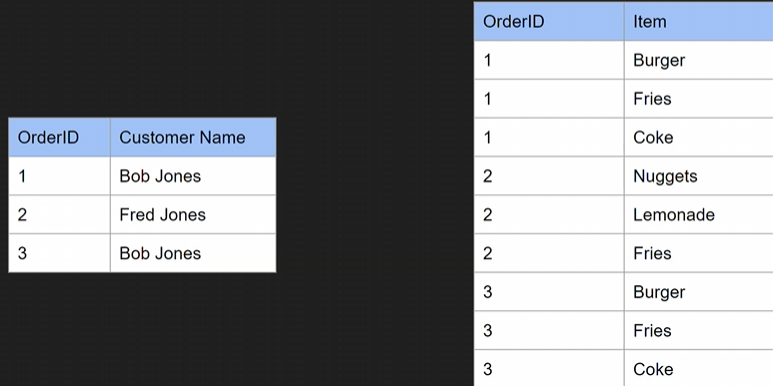 OrderID Customer Name
1 Bob Jones
2 Fred Jones
3 Bob Jones
OrderID Item
1 Burger
1 Fries
1 Coke
2 Nuggets
2 Lemonade
2 Fries
3 Burger
3 Fries
3 Coke